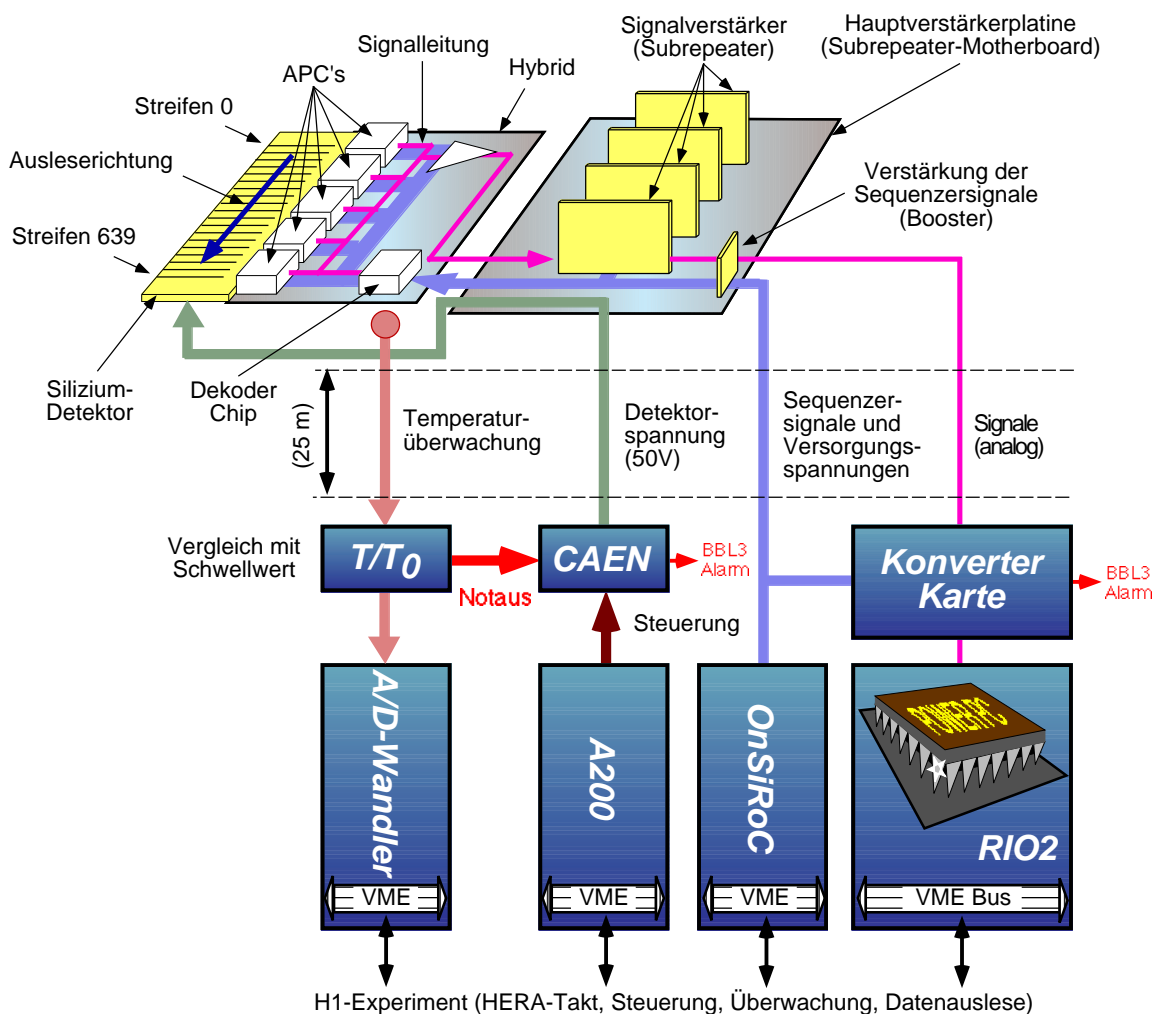 Signalverstärker
(Subrepeater)
Hauptverstärkerplatine
(Subrepeater-Motherboard)
Signalleitung
APC's
Hybrid
Streifen 0
Ausleserichtung
Streifen 639
Verstärkung der
Sequenzersignale
(Booster)
Silizium-
Detektor
Dekoder
Chip
(25 m)
Temperatur-
überwachung
Detektor-
spannung
(50V)
Sequenzer-
signale und
Versorgungs-
spannungen
Signale
(analog)
Vergleich mit
Schwellwert
T/T0
Notaus
CAEN
BBL3
Alarm
Konverter
Karte
BBL3
Alarm
Steuerung
A/D-Wandler
A200
OnSiRoC
POWERPC
RIO2
VME
VME
VME
VME Bus
H1-Experiment (HERA-Takt, Steuerung, Überwachung, Datenauslese)